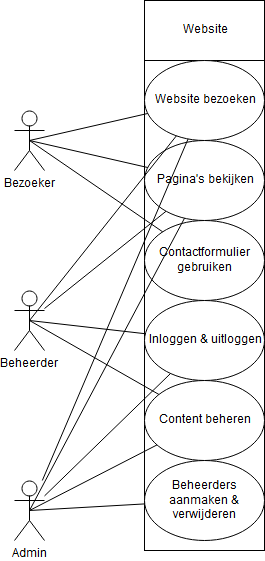 Website
Website bezoeken
Bezoeker
Pagina's bekijken
Contactformulier
gebruiken
Inloggen & uitloggen
Beheerder
Content beheren
Beheerders
aanmaken &
verwijderen
Admin